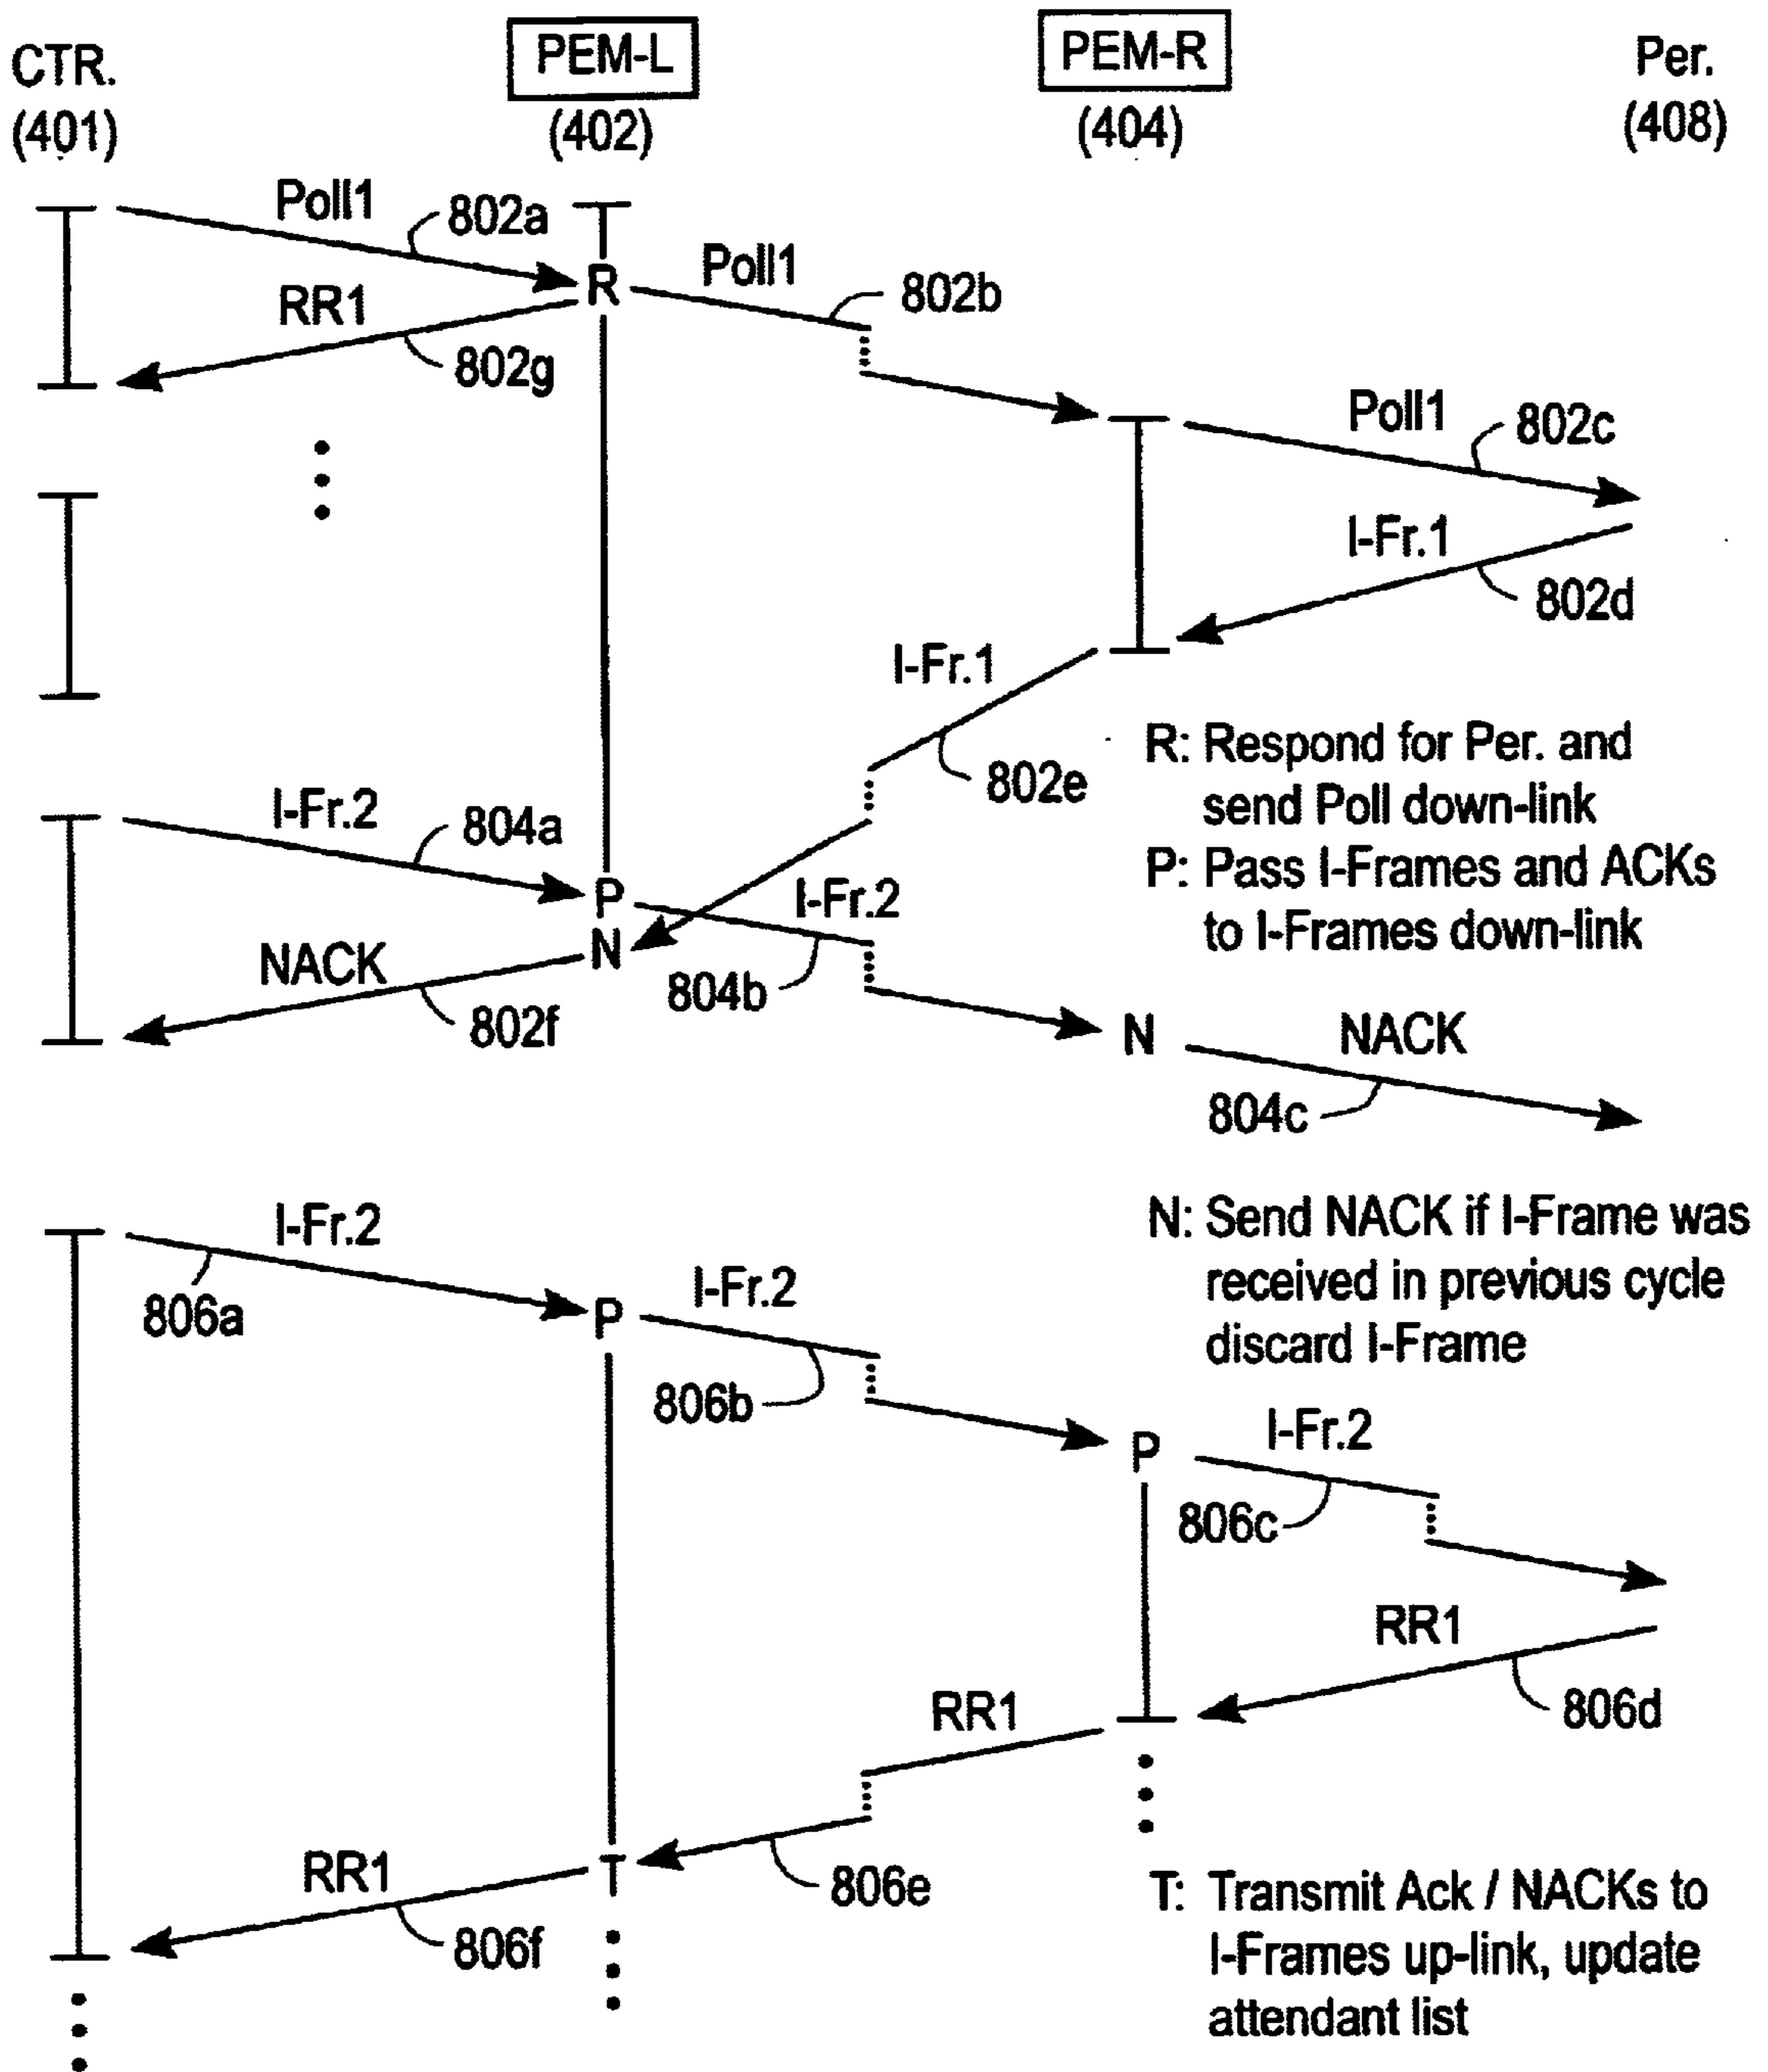 CTR.
(401)
PEM-L
(402)
PEM-R
(404)
Per.
(408)
Poll1
802a
R
Poll1
802b
RR1
802g
Poll1
802c
I-Fr.1
802d
I-Fr.1
802e
R: Respond for Per. and
send Poll down-link
P: Pass I-Frames and ACKs
to I-Frames down-link
I-Fr.2
804a
P
I-Fr.2
804b
N
NACK
802f
N
NACK
804c
N: Send NACK if I-Frame was
received in previous cycle
discard I-Frame
I-Fr.2
806a
P
I-Fr.2
806b
P
I-Fr.2
806c
RR1
806d
RR1
806e
T
RR1
806f
T: Transmit Ack / NACKs to
I-Frames up-link, update
attendant list